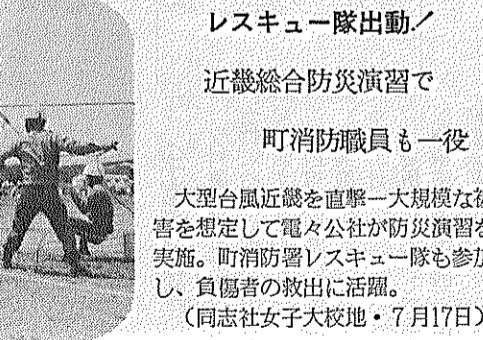 レスキュー隊出動！
近畿総合防災演習で
町消防職員も一役
大型台風近畿を直撃―大規模な被
害を想定して電々公社が防災演習を
実施。町消防署レスキュー隊も参加
し、負傷者の救出に活躍。
（同志社女子大校地・７月17日）